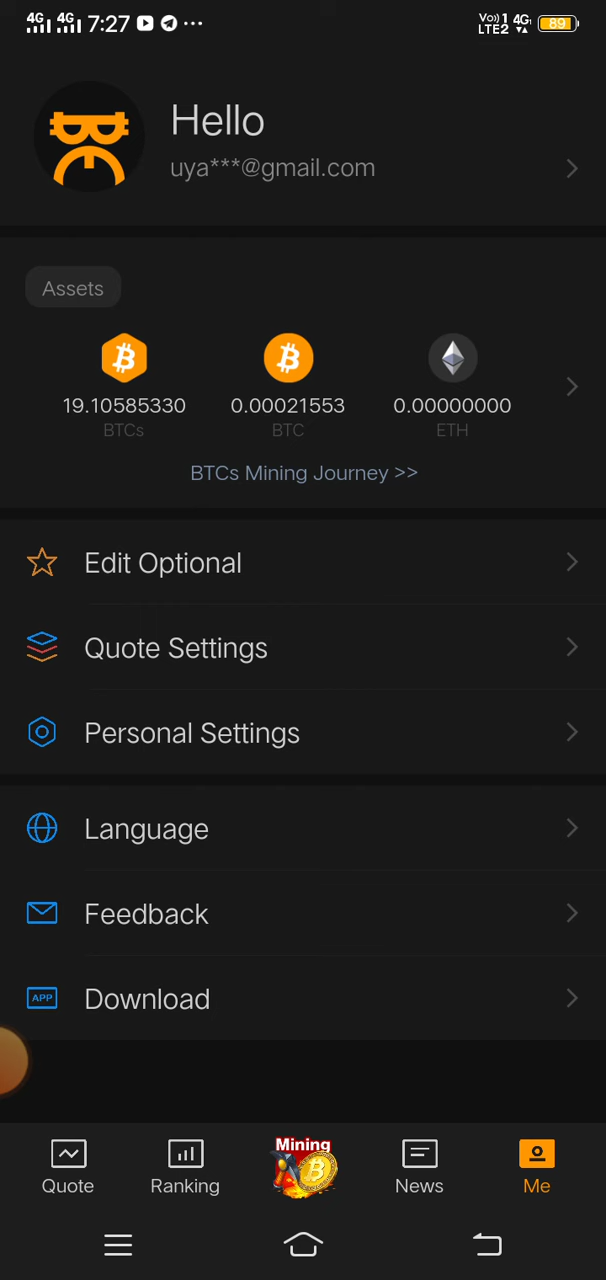 4G 4G 7:27 ...
Vo)) 1 4G
LTE2
89
Hello
uya***@gmail.com
Assets
19.10585330 0.00021553 0.00000000
BTCs BTC ETH
BTCs Mining Journey >>
Edit Optional
Quote Settings
Personal Settings
Language
Feedback
APP Download
Mining
Quote Ranking News Me